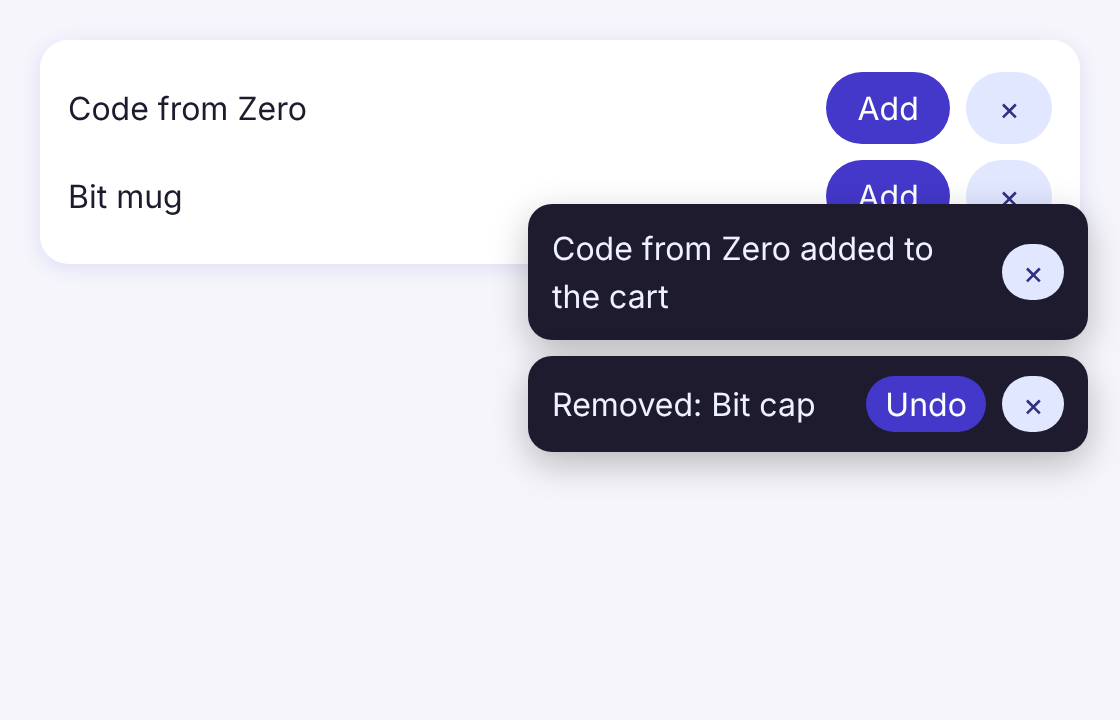 Code from Zero Add ×
Bit mug Add ×
Code from Zero added to
the cart ×
Removed: Bit cap Undo ×